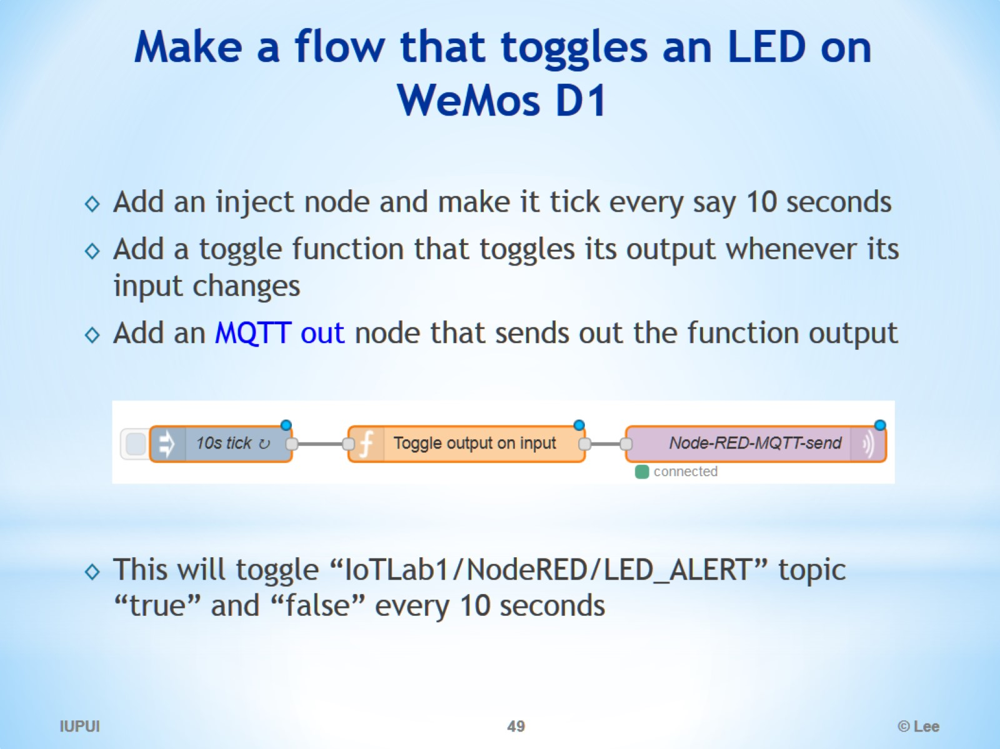 Make a flow that toggles an LED on
WeMos D1
◇ Add an inject node and make it tick every say 10 seconds
◇ Add a toggle function that toggles its output whenever its
input changes
◇ Add an MQTT out node that sends out the function output
10s tick ↻
Toggle output on input
Node-RED-MQTT-send
connected
◇ This will toggle “IoTLab1/NodeRED/LED_ALERT” topic
“true” and “false” every 10 seconds
IUPUI
49
© Lee